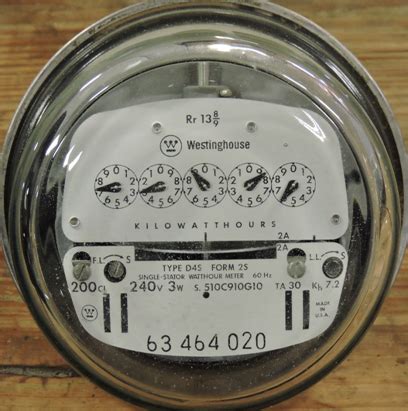 Rr 13 8/9
W Westinghouse
KILOWATTHOURS
2A
2A
F.L. S
L.L. S
TYPE D4S FORM 2S
SINGLE-STATOR WATTHOUR METER 60 Hz
200 CL 240 V 3W S. 510C910G10 TA 30 Kh 7.2
W
MADE IN U.S.A.
63 464 020